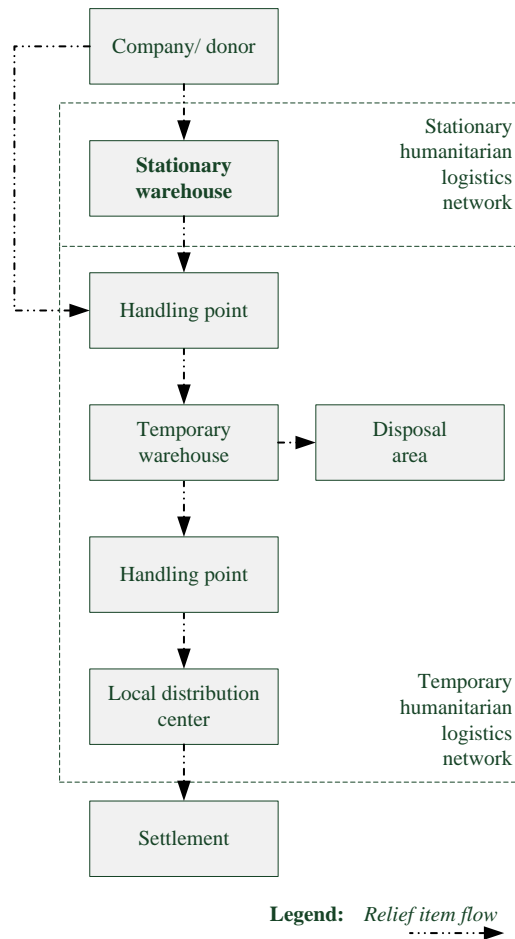 Company/ donor
Stationary
humanitarian
logistics
network
Stationary
warehouse
Handling point
Temporary
warehouse
Disposal
area
Handling point
Local distribution
center
Temporary
humanitarian
logistics
network
Settlement
Legend: Relief item flow